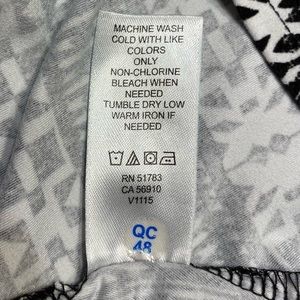 MACHINE WASH
COLD WITH LIKE
COLORS
ONLY
NON-CHLORINE
BLEACH WHEN
NEEDED
TUMBLE DRY LOW
WARM IRON IF
NEEDED
RN 51783
CA 56910
V1115
QC
48